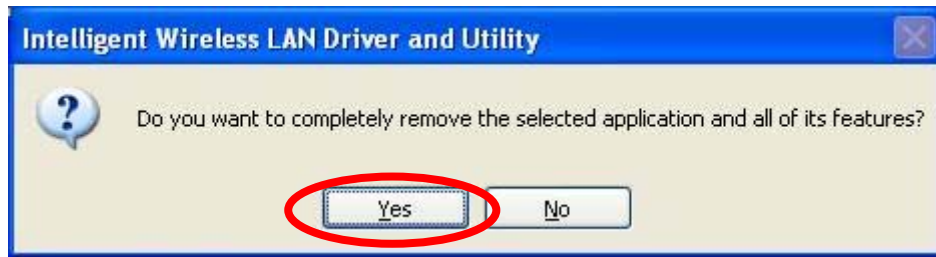 Intelligent Wireless LAN Driver and Utility
Do you want to completely remove the selected application and all of its features?
Yes No